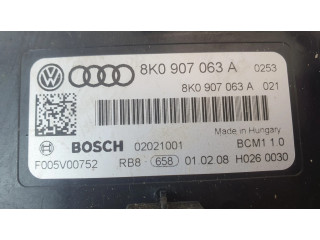 8K0 907 063 A 0253
8K0 907 063 A 021
Made in Hungary
BOSCH 02021001 BCM1 1.0
F005V00752 RB8 658 01.02.08 H026 0030